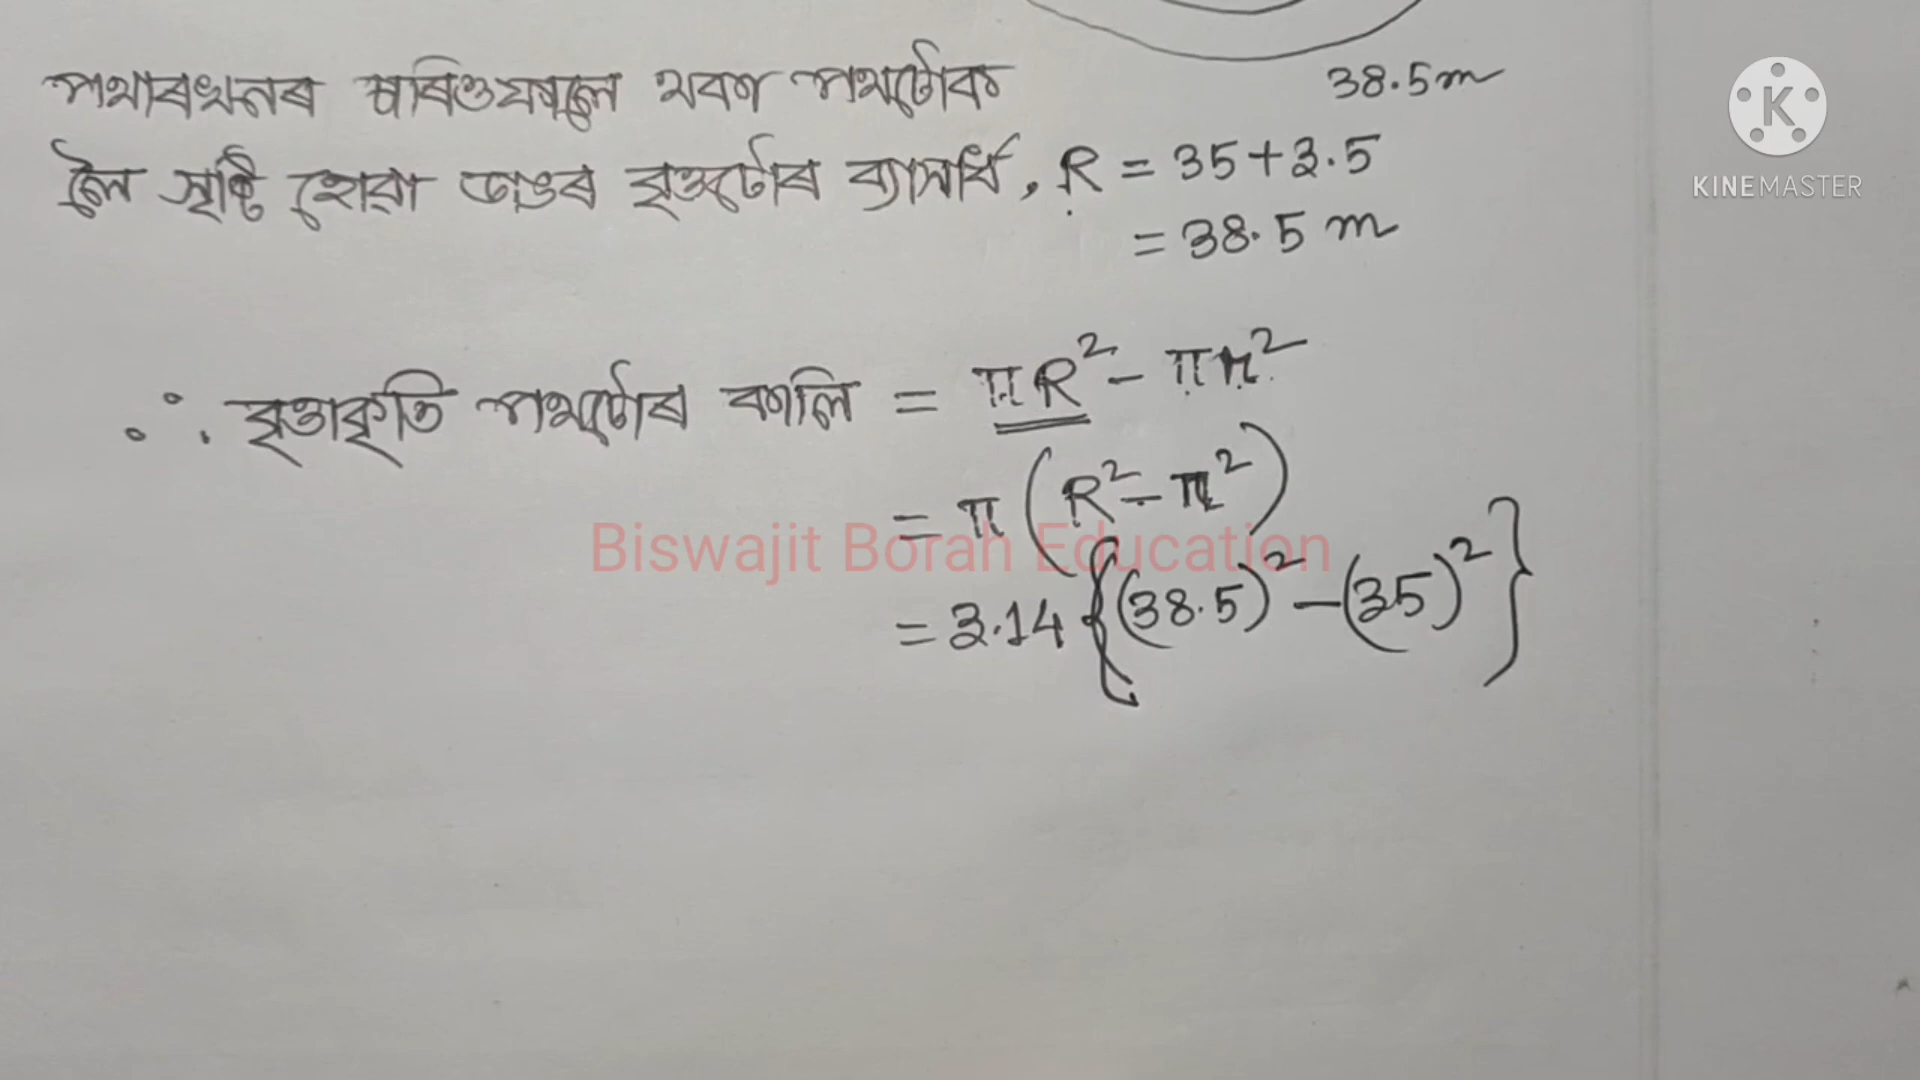 38.5m
পথাৰখনৰ চাৰিওফালে থকা পথটোক
লৈ সৃষ্টি হোৱা ডাঙৰ বৃত্তটোৰ ব্যাসাৰ্ধ, R = 35+3.5
= 38.5 m
∴ বৃত্তাকৃতি পথটোৰ কালি = πR² - πr²
= π(R² - r²)
= 3.14{(38.5)² - (35)²}
Biswajit Borah Education
K
KINEMASTER